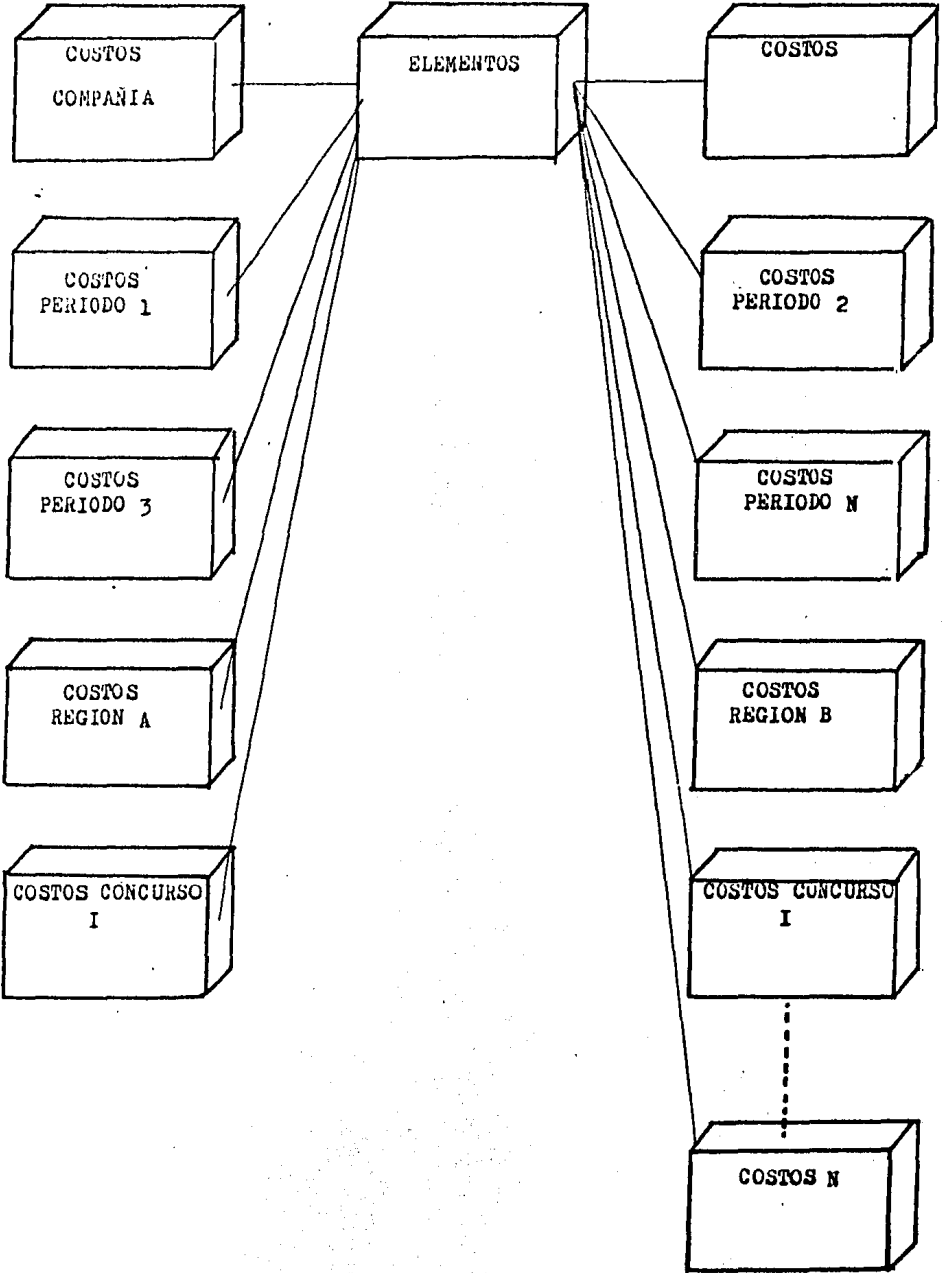 COSTOS
COMPAÑIA
ELEMENTOS
COSTOS
COSTOS
PERIODO 1
COSTOS
PERIODO 2
COSTOS
PERIODO 3
COSTOS
PERIODO N
COSTOS
REGION A
COSTOS
REGION B
COSTOS CONCURSO
I
COSTOS CONCURSO
I
COSTOS N